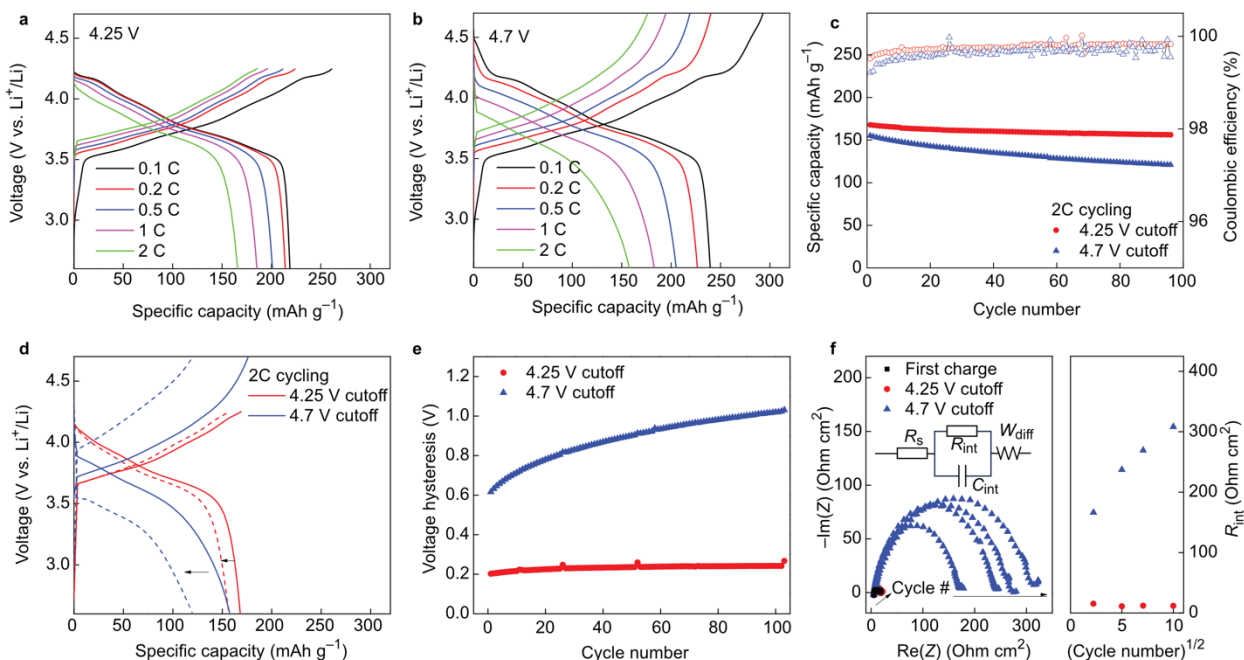 a
4.25 V
4.5
4.0
3.5
3.0
Voltage (V vs. Li⁺/Li)
0.1 C
0.2 C
0.5 C
1 C
2 C
0 50 100 150 200 250 300
Specific capacity (mAh g⁻¹)
b
4.7 V
4.5
4.0
3.5
3.0
Voltage (V vs. Li⁺/Li)
0.1 C
0.2 C
0.5 C
1 C
2 C
0 50 100 150 200 250 300
Specific capacity (mAh g⁻¹)
c
250
200
150
100
50
0
Specific capacity (mAh g⁻¹)
100
98
96
Coulombic efficiency (%)
2C cycling
4.25 V cutoff
4.7 V cutoff
0 20 40 60 80 100
Cycle number
d
4.5
4.0
3.5
3.0
Voltage (V vs. Li⁺/Li)
2C cycling
4.25 V cutoff
4.7 V cutoff
0 50 100 150 200 250 300
Specific capacity (mAh g⁻¹)
e
1.2
1.0
0.8
0.6
0.4
0.2
0.0
Voltage hysteresis (V)
4.25 V cutoff
4.7 V cutoff
0 20 40 60 80 100
Cycle number
f
200
150
100
50
0
−Im(Z) (Ohm cm²)
First charge
4.25 V cutoff
4.7 V cutoff
Rₛ
R_int
C_int
W_diff
Cycle #
0 100 200 300
Re(Z) (Ohm cm²)
400
300
200
100
0
R_int (Ohm cm²)
0 5 10
(Cycle number)^1/2